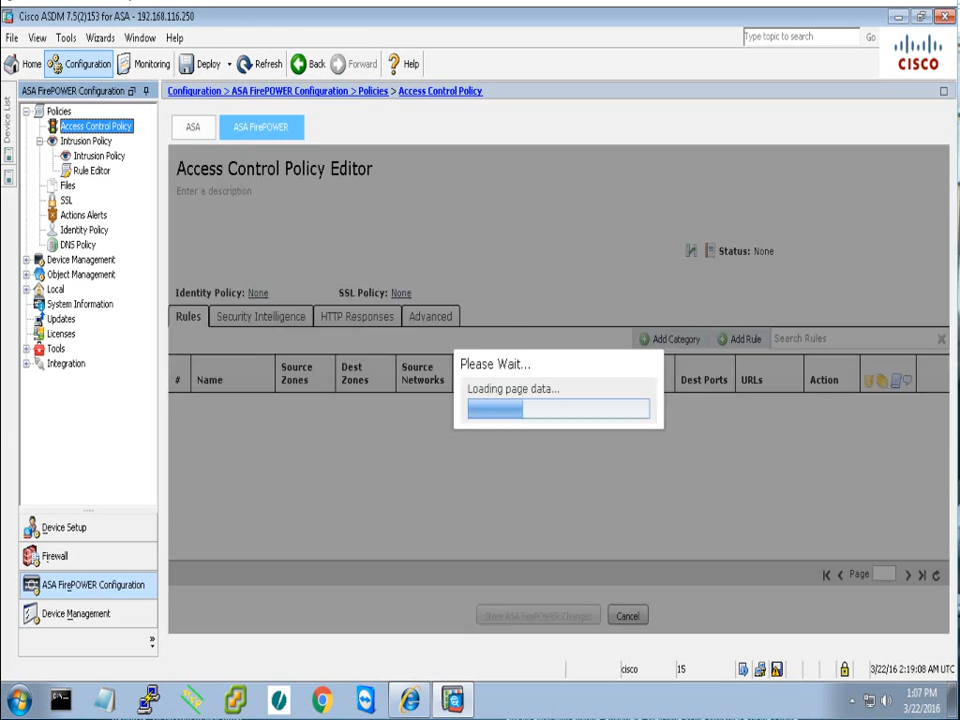 Cisco ASDM 7.5(2)153 for ASA - 192.168.116.250
File View Tools Wizards Window Help
Type topic to search Go
Home Configuration Monitoring Deploy Refresh Back Forward Help
CISCO
Device List
ASA FirePOWER Configuration
Configuration > ASA FirePOWER Configuration > Policies > Access Control Policy
Policies
Access Control Policy
Intrusion Policy
Intrusion Policy
Rule Editor
Files
SSL
Actions Alerts
Identity Policy
DNS Policy
Device Management
Object Management
Local
System Information
Updates
Licenses
Tools
Integration
Device Setup
Firewall
ASA FirePOWER Configuration
Device Management
ASA ASA FirePOWER
Access Control Policy Editor
Enter a description
Status: None
Identity Policy: None SSL Policy: None
Rules Security Intelligence HTTP Responses Advanced
Add Category Add Rule Search Rules
# Name Source Zones Dest Zones Source Networks Dest Ports URLs Action
Please Wait...
Loading page data...
Page
Store ASA FirePOWER Changes Cancel
cisco 15 3/22/16 2:19:08 AM UTC
1:07 PM
3/22/2016